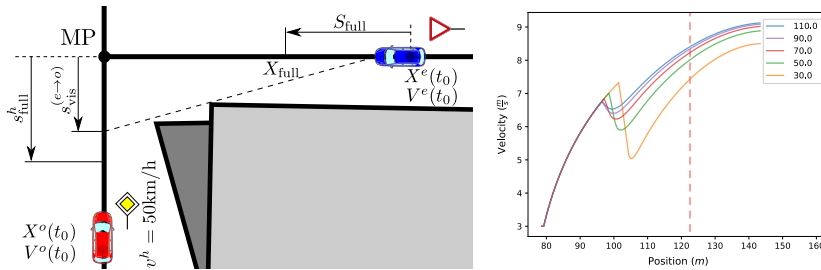 S_full
MP
X_full
X^e(t_0)
V^e(t_0)
s_vis^(e→o)
s_full^h
v^h = 50km/h
X^o(t_0)
V^o(t_0)
Velocity (m/s)
9
8
7
6
5
4
3
110.0
90.0
70.0
50.0
30.0
80 90 100 110 120 130 140 150 160
Position (m)